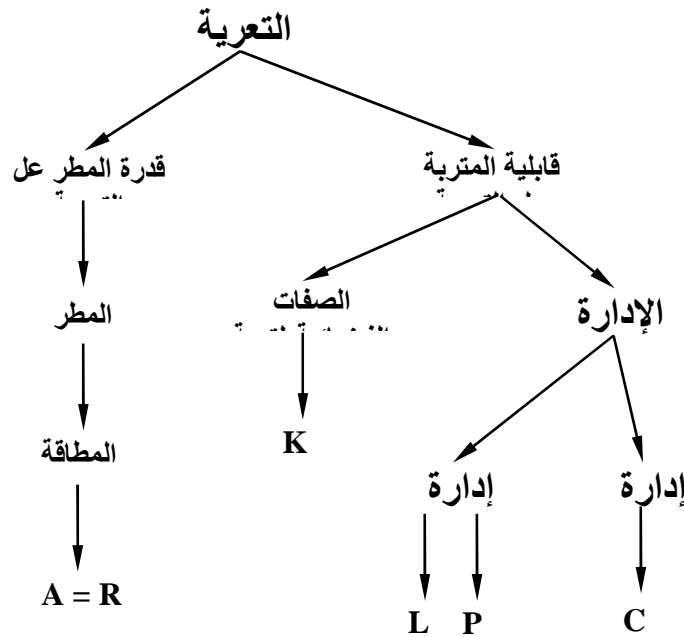 التعرية
قدرة المطر عل
قابلية المتربة
المطر
الصفات
الإدارة
المطاقة
K
إدارة
إدارة
A = R
L P
C